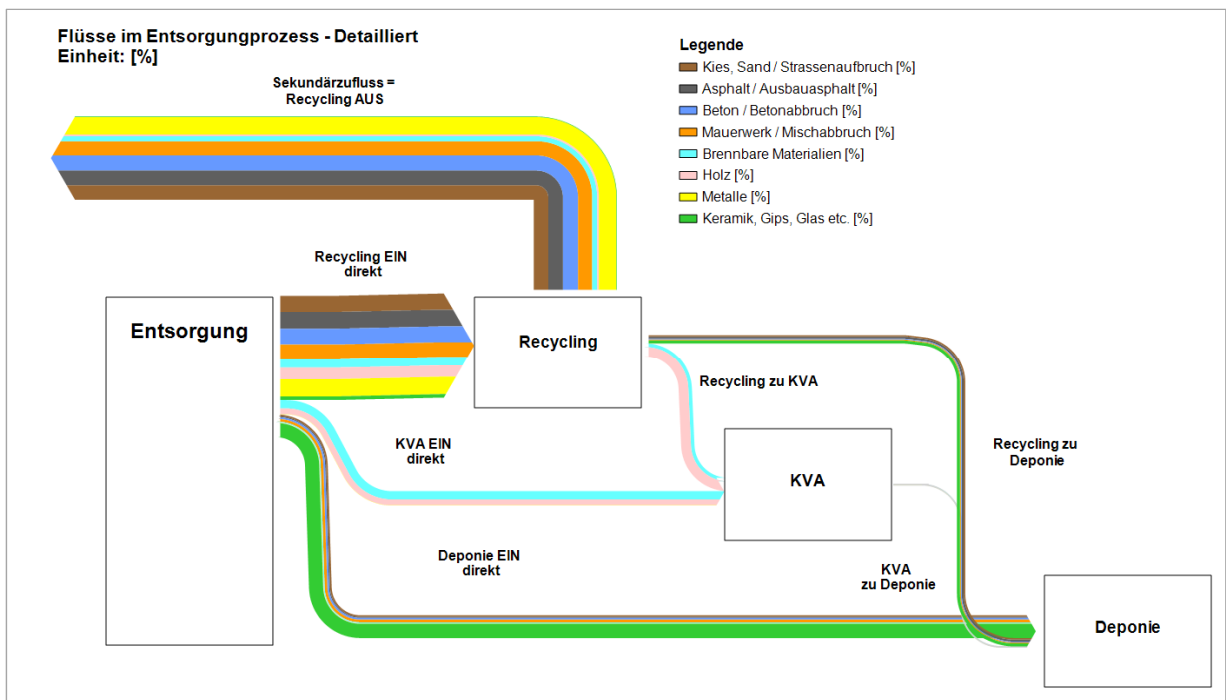 Flüsse im Entsorgungprozess - Detailliert
Einheit: [%]
Sekundärzufluss =
Recycling AUS
Legende
Kies, Sand / Strassenaufbruch [%]
Asphalt / Ausbauasphalt [%]
Beton / Betonabbruch [%]
Mauerwerk / Mischabbruch [%]
Brennbare Materialien [%]
Holz [%]
Metalle [%]
Keramik, Gips, Glas etc. [%]
Recycling EIN
direkt
Entsorgung
Recycling
Recycling zu KVA
KVA EIN
direkt
Recycling zu
Deponie
KVA
Deponie EIN
direkt
KVA
zu Deponie
Deponie